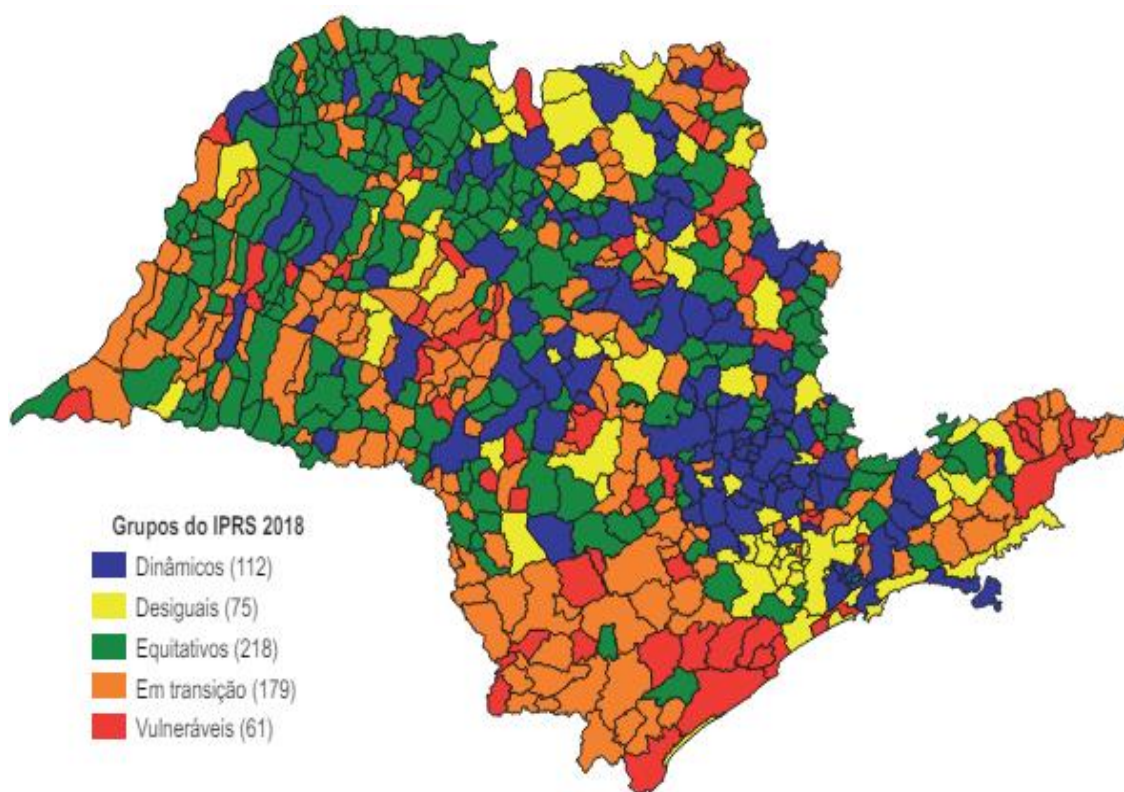 Grupos do IPRS 2018
Dinâmicos (112)
Desiguais (75)
Equitativos (218)
Em transição (179)
Vulneráveis (61)